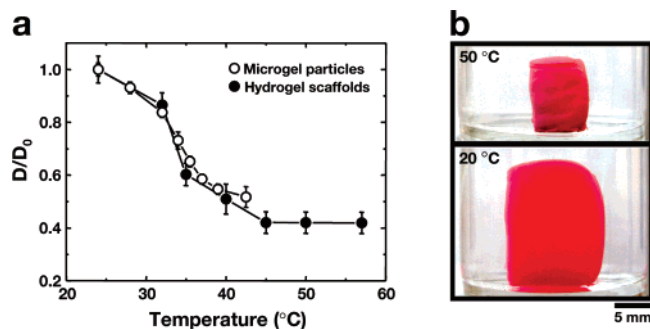 a
1.0
0.8
0.6
0.4
0.2
D/D0
20
30
40
50
60
Temperature (°C)
Microgel particles
Hydrogel scaffolds
b
50 °C
20 °C
5 mm